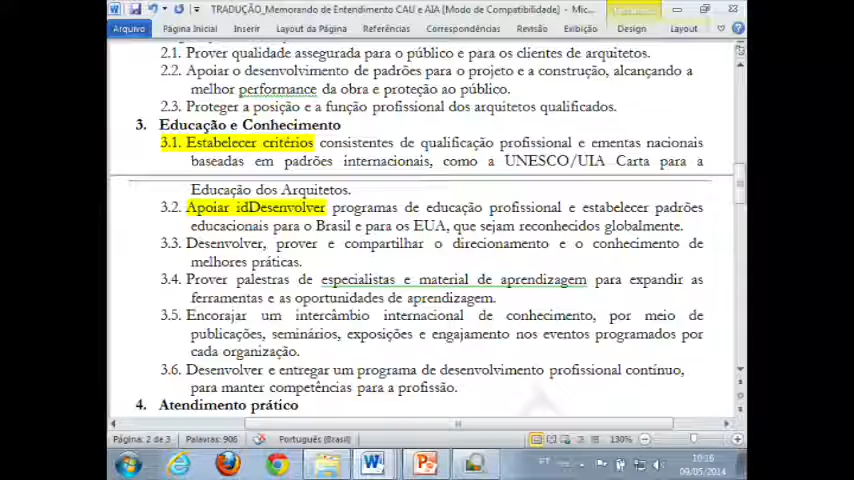 TRADUÇÃO_Memorando de Entendimento CAU e AIA [Modo de Compatibilidade] - Mic...
Arquivo Página Inicial Inserir Layout da Página Referências Correspondências Revisão Exibição Design Layout
2.1. Prover qualidade assegurada para o público e para os clientes de arquitetos.
2.2. Apoiar o desenvolvimento de padrões para o projeto e a construção, alcançando a
melhor performance da obra e proteção ao público.
2.3. Proteger a posição e a função profissional dos arquitetos qualificados.
3. Educação e Conhecimento
3.1. Estabelecer critérios consistentes de qualificação profissional e ementas nacionais
baseadas em padrões internacionais, como a UNESCO/UIA Carta para a
Educação dos Arquitetos.
3.2. Apoiar idDesenvolver programas de educação profissional e estabelecer padrões
educacionais para o Brasil e para os EUA, que sejam reconhecidos globalmente.
3.3. Desenvolver, prover e compartilhar o direcionamento e o conhecimento de
melhores práticas.
3.4. Prover palestras de especialistas e material de aprendizagem para expandir as
ferramentas e as oportunidades de aprendizagem.
3.5. Encorajar um intercâmbio internacional de conhecimento, por meio de
publicações, seminários, exposições e engajamento nos eventos programados por
cada organização.
3.6. Desenvolver e entregar um programa de desenvolvimento profissional contínuo,
para manter competências para a profissão.
4. Atendimento prático
Página: 2 de 3 Palavras: 906 Português (Brasil) 130%
PT 10:16
09/05/2014